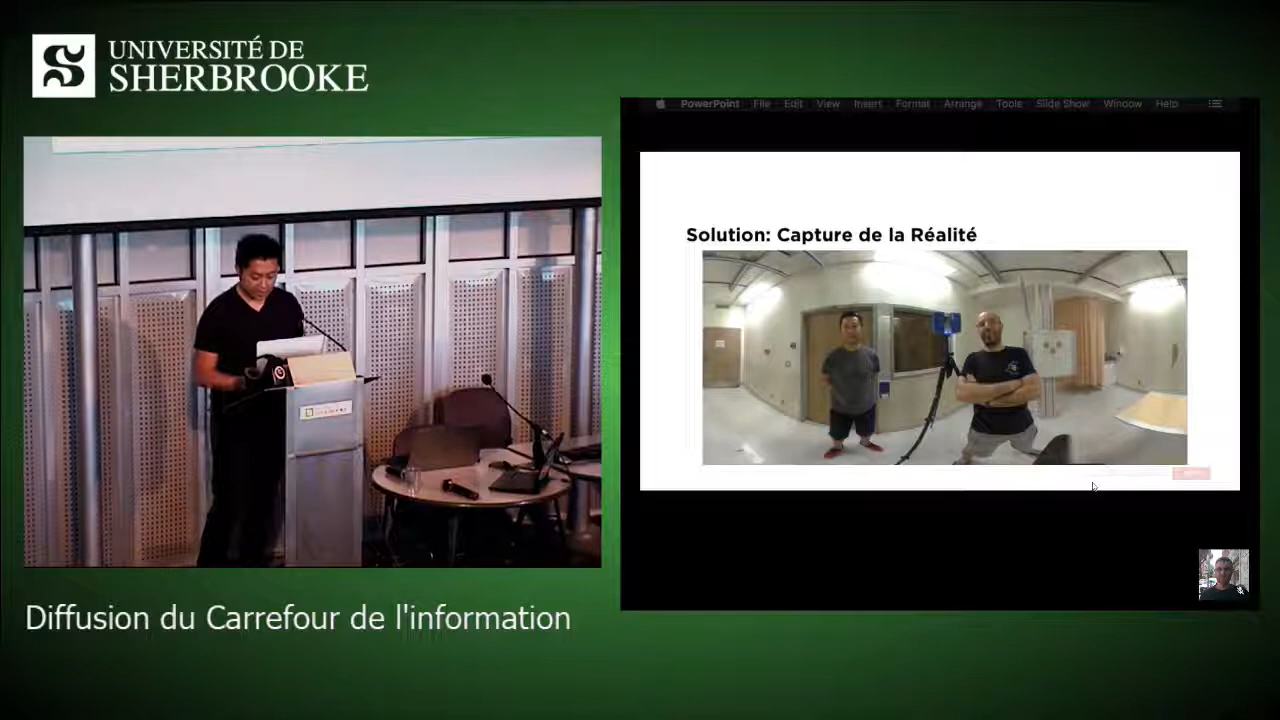 UNIVERSITÉ DE
SHERBROOKE
PowerPoint File Edit View Insert Format Arrange Tools Slide Show Window Help
Solution: Capture de la Réalité
Diffusion du Carrefour de l'information